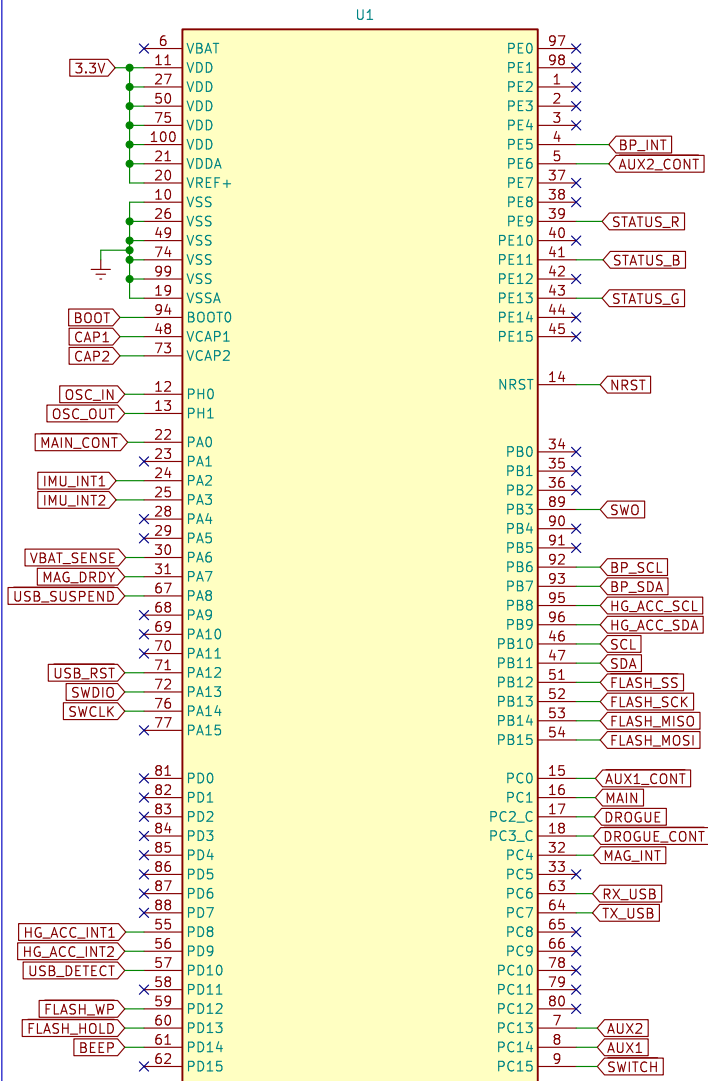 U1
6 VBAT PE0 97
3.3V 11 VDD PE1 98
27 VDD PE2 1
50 VDD PE3 2
75 VDD PE4 3
100 VDD PE5 4 BP_INT
21 VDDA PE6 5 AUX2_CONT
20 VREF+ PE7 37
10 VSS PE8 38
26 VSS PE9 39 STATUS_R
49 VSS PE10 40
74 VSS PE11 41 STATUS_B
99 VSS PE12 42
19 VSSA PE13 43 STATUS_G
BOOT 94 BOOT0 PE14 44
CAP1 48 VCAP1 PE15 45
CAP2 73 VCAP2
NRST 14 NRST
OSC_IN 12 PH0
OSC_OUT 13 PH1
MAIN_CONT 22 PA0 PB0 34
23 PA1 PB1 35
IMU_INT1 24 PA2 PB2 36
IMU_INT2 25 PA3 PB3 89 SWO
28 PA4 PB4 90
29 PA5 PB5 91
VBAT_SENSE 30 PA6 PB6 92 BP_SCL
MAG_DRDY 31 PA7 PB7 93 BP_SDA
USB_SUSPEND 67 PA8 PB8 95 HG_ACC_SCL
68 PA9 PB9 96 HG_ACC_SDA
69 PA10 PB10 46 SCL
70 PA11 PB11 47 SDA
USB_RST 71 PA12 PB12 51 FLASH_SS
SWDIO 72 PA13 PB13 52 FLASH_SCK
SWCLK 76 PA14 PB14 53 FLASH_MISO
77 PA15 PB15 54 FLASH_MOSI
81 PD0 PC0 15 AUX1_CONT
82 PD1 PC1 16 MAIN
83 PD2 PC2_C 17 DROGUE
84 PD3 PC3_C 18 DROGUE_CONT
85 PD4 PC4 32 MAG_INT
86 PD5 PC5 33
87 PD6 PC6 63 RX_USB
88 PD7 PC7 64 TX_USB
HG_ACC_INT1 55 PD8 PC8 65
HG_ACC_INT2 56 PD9 PC9 66
USB_DETECT 57 PD10 PC10 78
58 PD11 PC11 79
FLASH_WP 59 PD12 PC12 80
FLASH_HOLD 60 PD13 PC13 7 AUX2
BEEP 61 PD14 PC14 8 AUX1
62 PD15 PC15 9 SWITCH